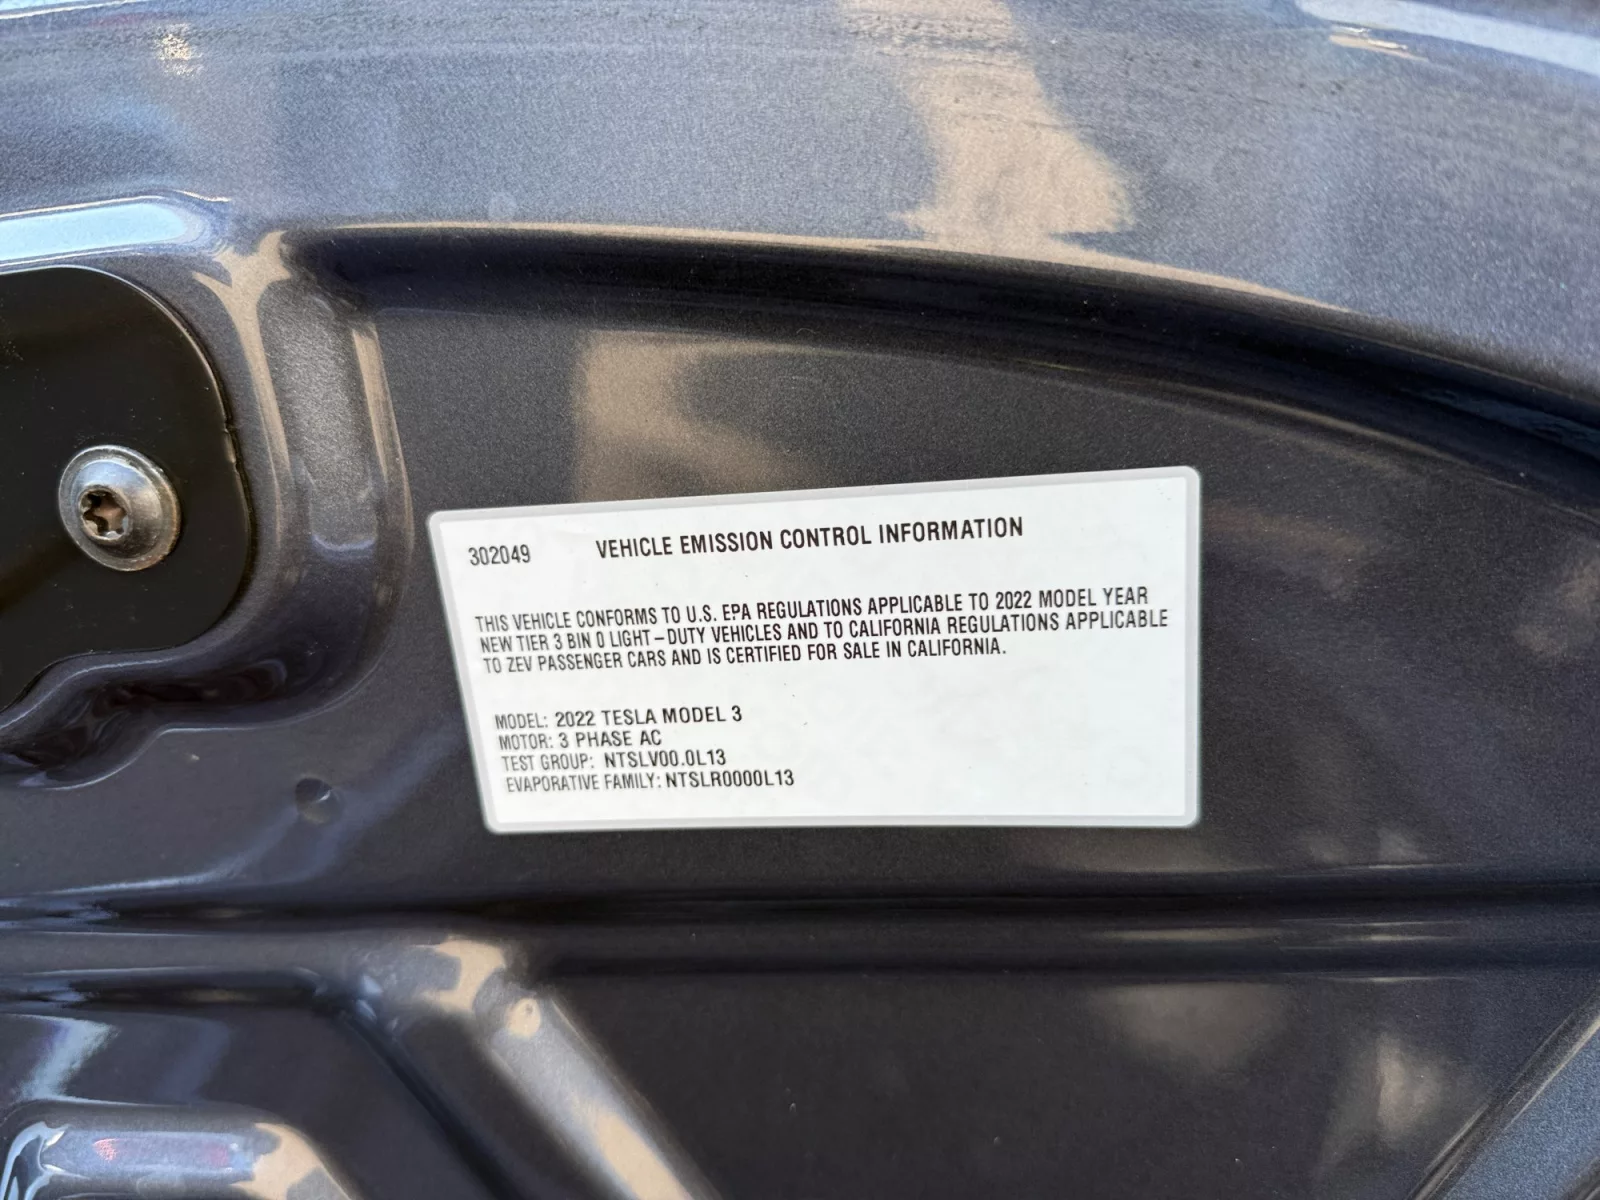 302049 VEHICLE EMISSION CONTROL INFORMATION
THIS VEHICLE CONFORMS TO U.S. EPA REGULATIONS APPLICABLE TO 2022 MODEL YEAR
NEW TIER 3 BIN 0 LIGHT-DUTY VEHICLES AND TO CALIFORNIA REGULATIONS APPLICABLE
TO ZEV PASSENGER CARS AND IS CERTIFIED FOR SALE IN CALIFORNIA.
MODEL: 2022 TESLA MODEL 3
MOTOR: 3 PHASE AC
TEST GROUP: NTSLV00.0L13
EVAPORATIVE FAMILY: NTSLR0000L13